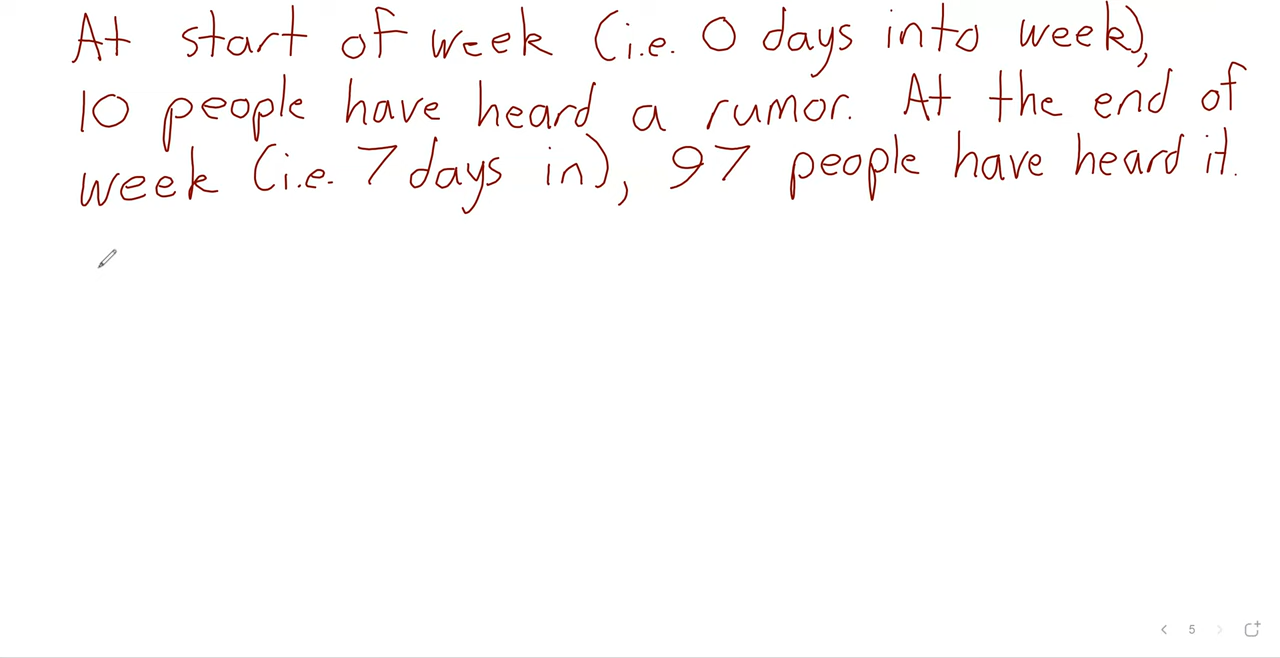 At start of week (i.e. 0 days into week),
10 people have heard a rumor. At the end of
week (i.e. 7 days in), 97 people have heard it.
5